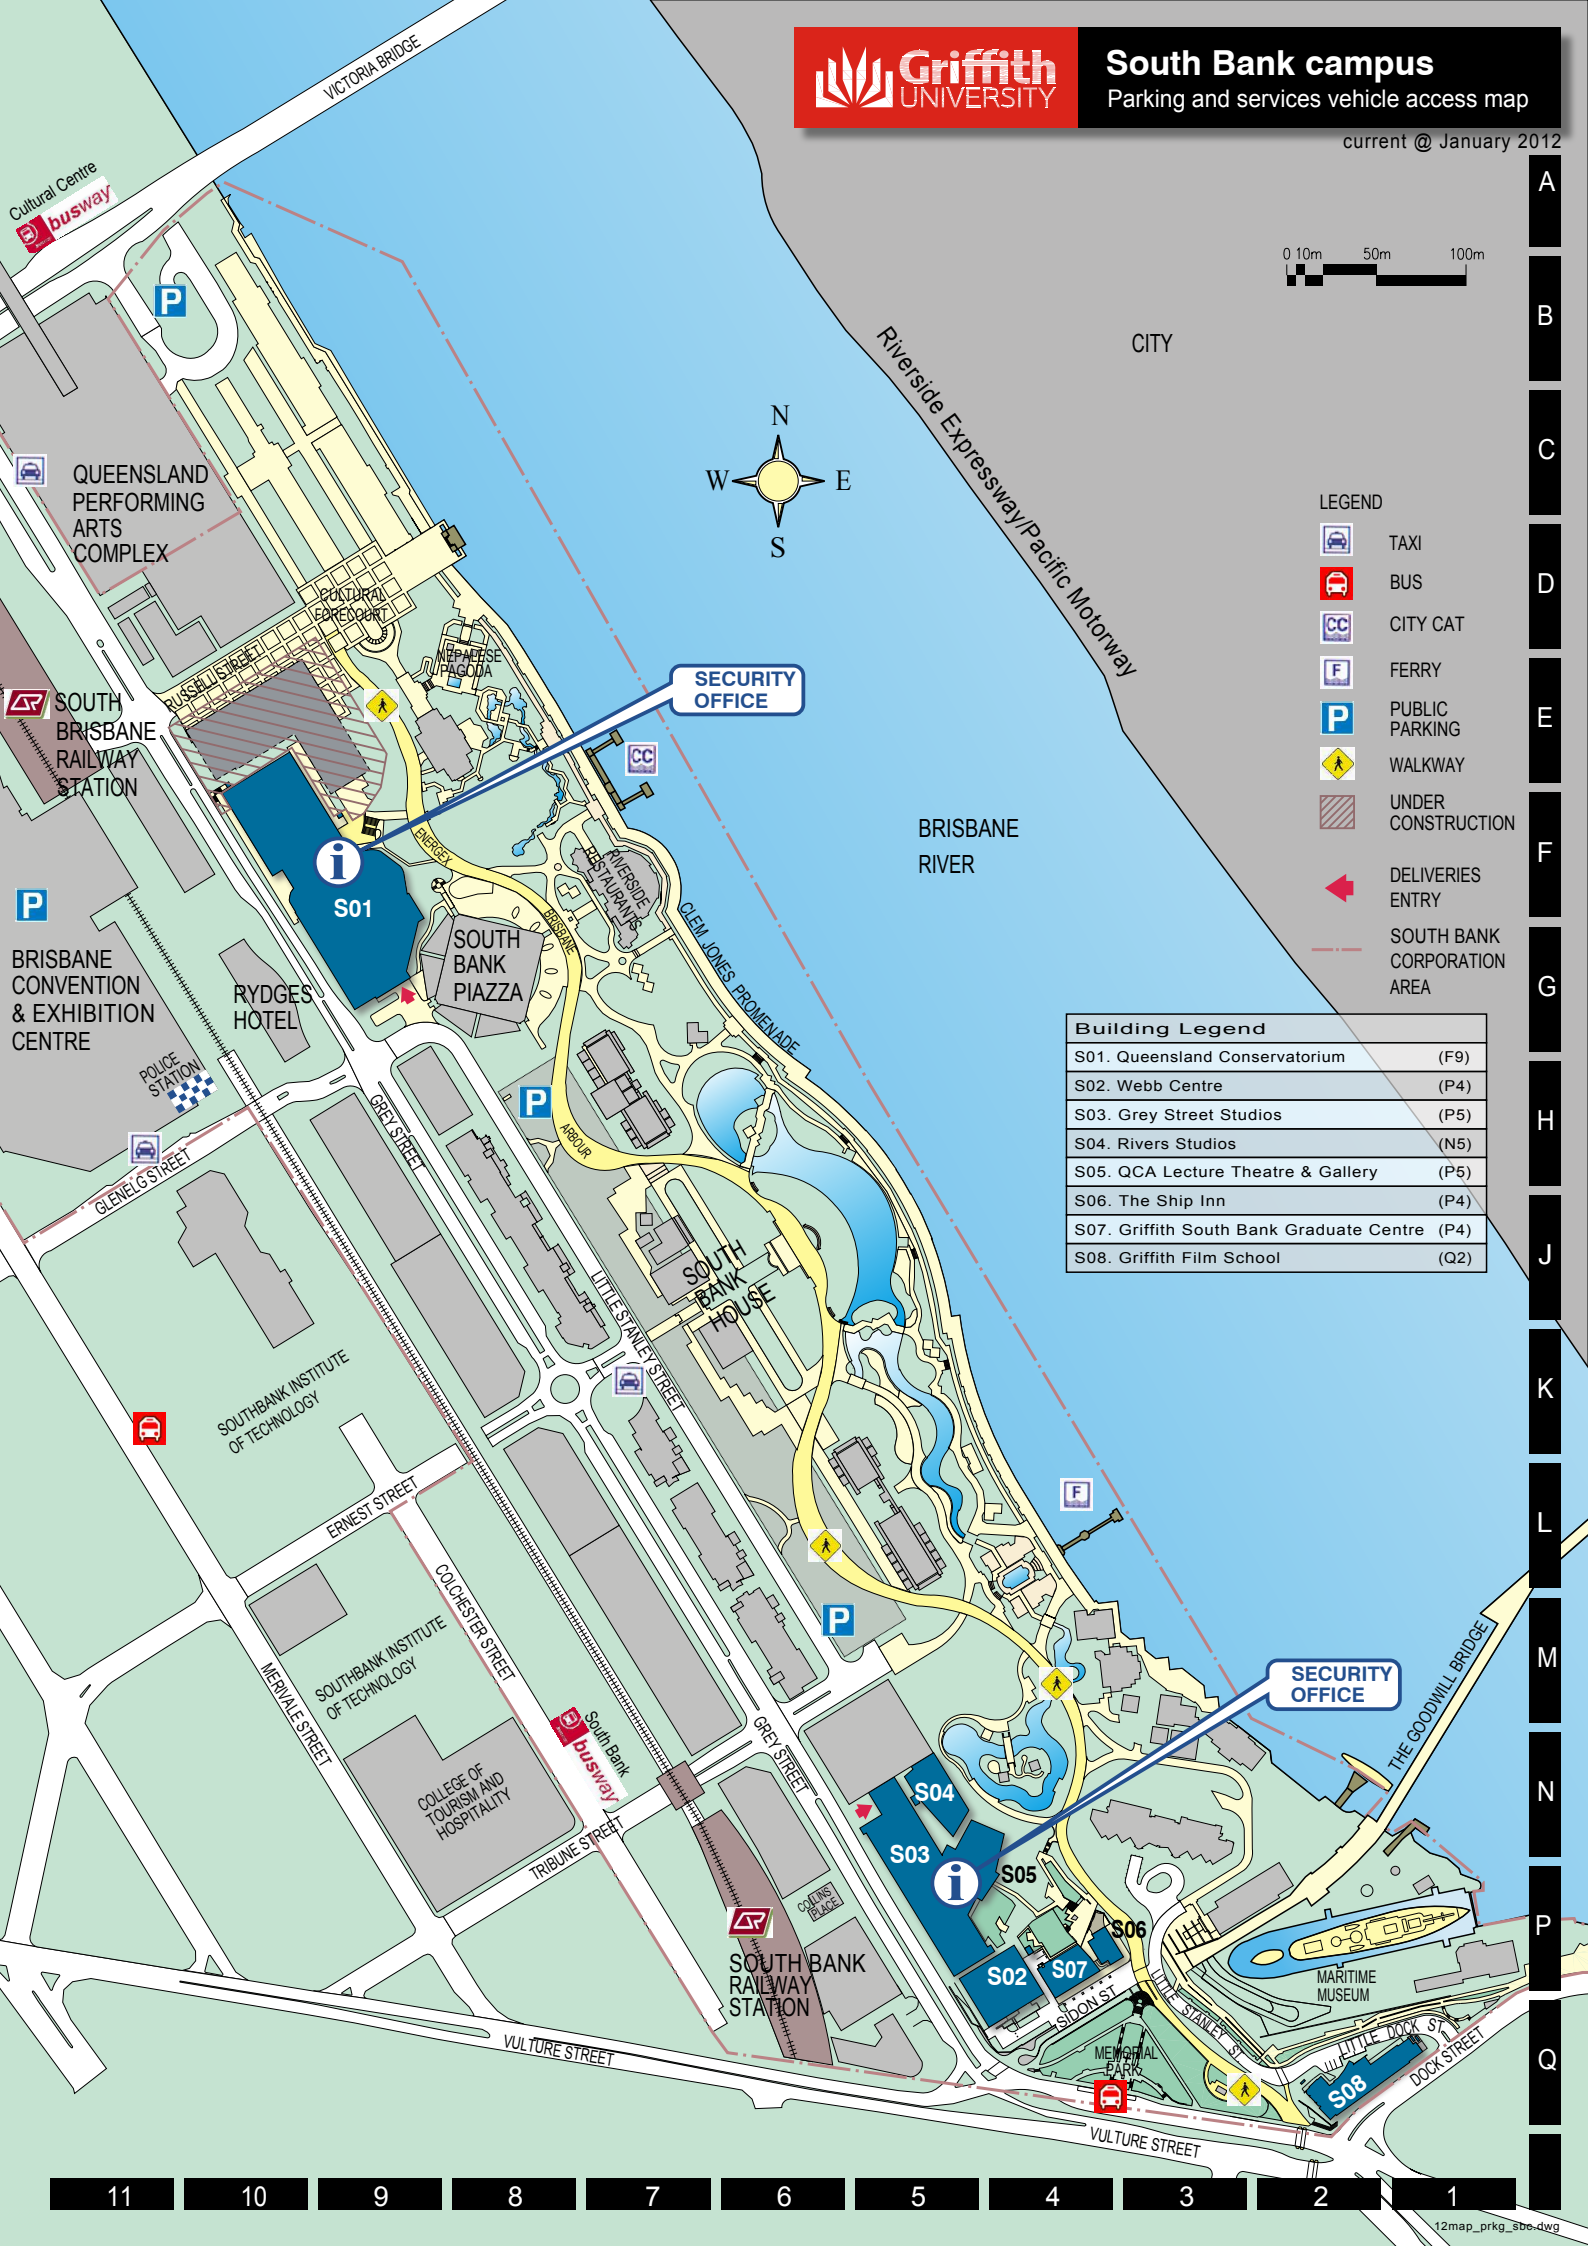 Griffith
UNIVERSITY
South Bank campus
Parking and services vehicle access map
current @ January 2012
VICTORIA BRIDGE
Cultural Centre
busway
A
B
C
D
E
F
G
H
J
K
L
M
N
P
Q
0 10m 50m 100m
CITY
Riverside Expressway/Pacific Motorway
P
N
W E
S
QUEENSLAND
PERFORMING
ARTS
COMPLEX
LEGEND
TAXI
BUS
CC CITY CAT
F FERRY
P PUBLIC
PARKING
WALKWAY
UNDER
CONSTRUCTION
DELIVERIES
ENTRY
SOUTH BANK
CORPORATION
AREA
CULTURAL
FORECOURT
NEPALESE
PAGODA
RUSSELL STREET
SECURITY
OFFICE
SOUTH
BRISBANE
RAILWAY
STATION
CC
BRISBANE
RIVER
ENERGEX
BRISBANE
ARBOUR
RIVERSIDE
RESTAURANTS
CLEM JONES PROMENADE
i
S01
P
BRISBANE
CONVENTION
& EXHIBITION
CENTRE
RYDGES
HOTEL
SOUTH
BANK
PIAZZA
POLICE
STATION
Building Legend
S01. Queensland Conservatorium (F9)
S02. Webb Centre (P4)
S03. Grey Street Studios (P5)
S04. Rivers Studios (N5)
S05. QCA Lecture Theatre & Gallery (P5)
S06. The Ship Inn (P4)
S07. Griffith South Bank Graduate Centre (P4)
S08. Griffith Film School (Q2)
P
GREY STREET
GLENELG STREET
SOUTH
BANK
HOUSE
LITTLE STANLEY STREET
SOUTHBANK INSTITUTE
OF TECHNOLOGY
ERNEST STREET
F
COLCHESTER STREET
P
SOUTHBANK INSTITUTE
OF TECHNOLOGY
MERIVALE STREET
South Bank
busway
GREY STREET
SECURITY
OFFICE
THE GOODWILL BRIDGE
COLLEGE OF
TOURISM AND
HOSPITALITY
TRIBUNE STREET
S04
S03
i
S05
COLLINS
PLACE
S06
S02
S07
SOUTH BANK
RAILWAY
STATION
SIDON ST
LITTLE STANLEY ST
MARITIME
MUSEUM
LITTLE DOCK ST
DOCK STREET
MEMORIAL
PARK
S08
VULTURE STREET
VULTURE STREET
11 10 9 8 7 6 5 4 3 2 1
12map_prkg_sbc.dwg